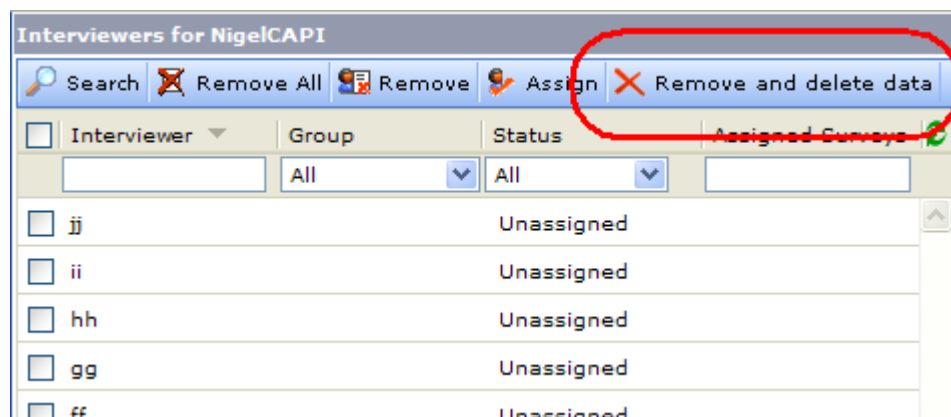 Interviewers for NigelCAPI
Search Remove All Remove Assign Remove and delete data
Interviewer Group Status Assigned Surveys
All All
jj Unassigned
ii Unassigned
hh Unassigned
gg Unassigned
ff Unassigned